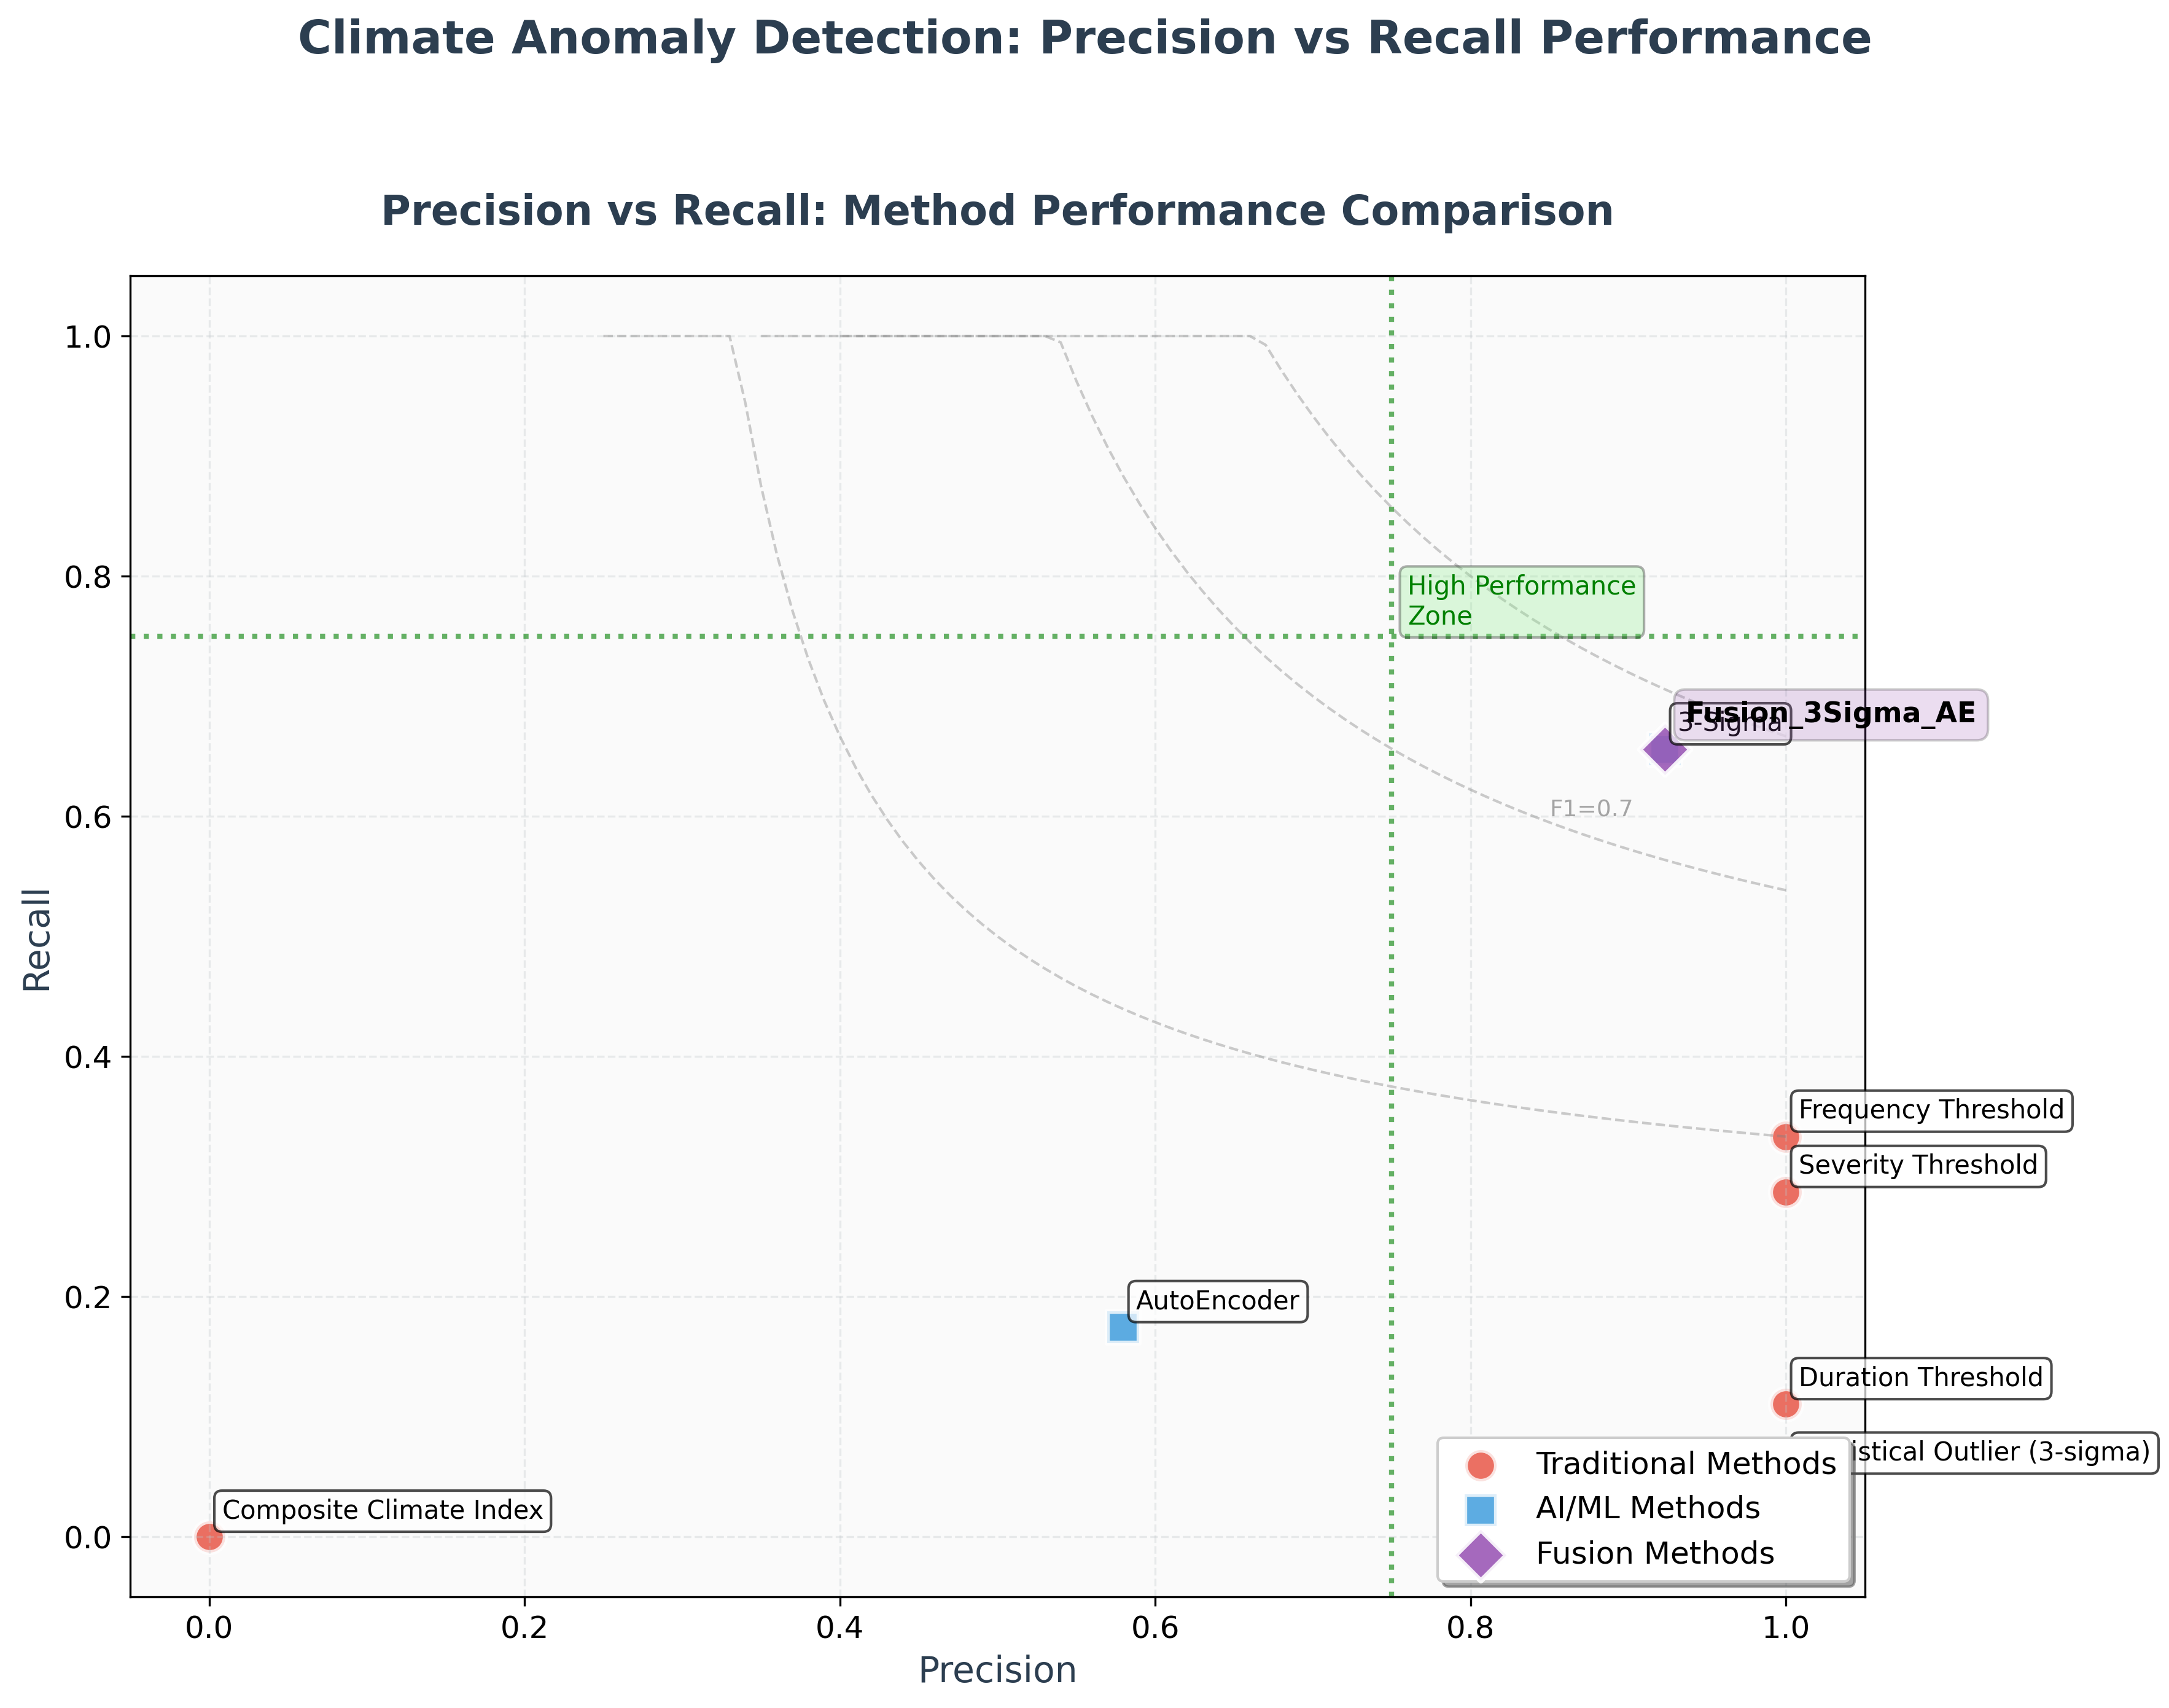 Climate Anomaly Detection: Precision vs Recall Performance
Precision vs Recall: Method Performance Comparison
1.0
0.8
0.6
0.4
0.2
0.0
Recall
High Performance
Zone
Fusion_3Sigma_AE
3-Sigma
F1=0.7
Frequency Threshold
Severity Threshold
AutoEncoder
Duration Threshold
Outlier (3-sigma)
Composite Climate Index
Traditional Methods
AI/ML Methods
Fusion Methods
0.0
0.2
0.4
0.6
0.8
1.0
Precision